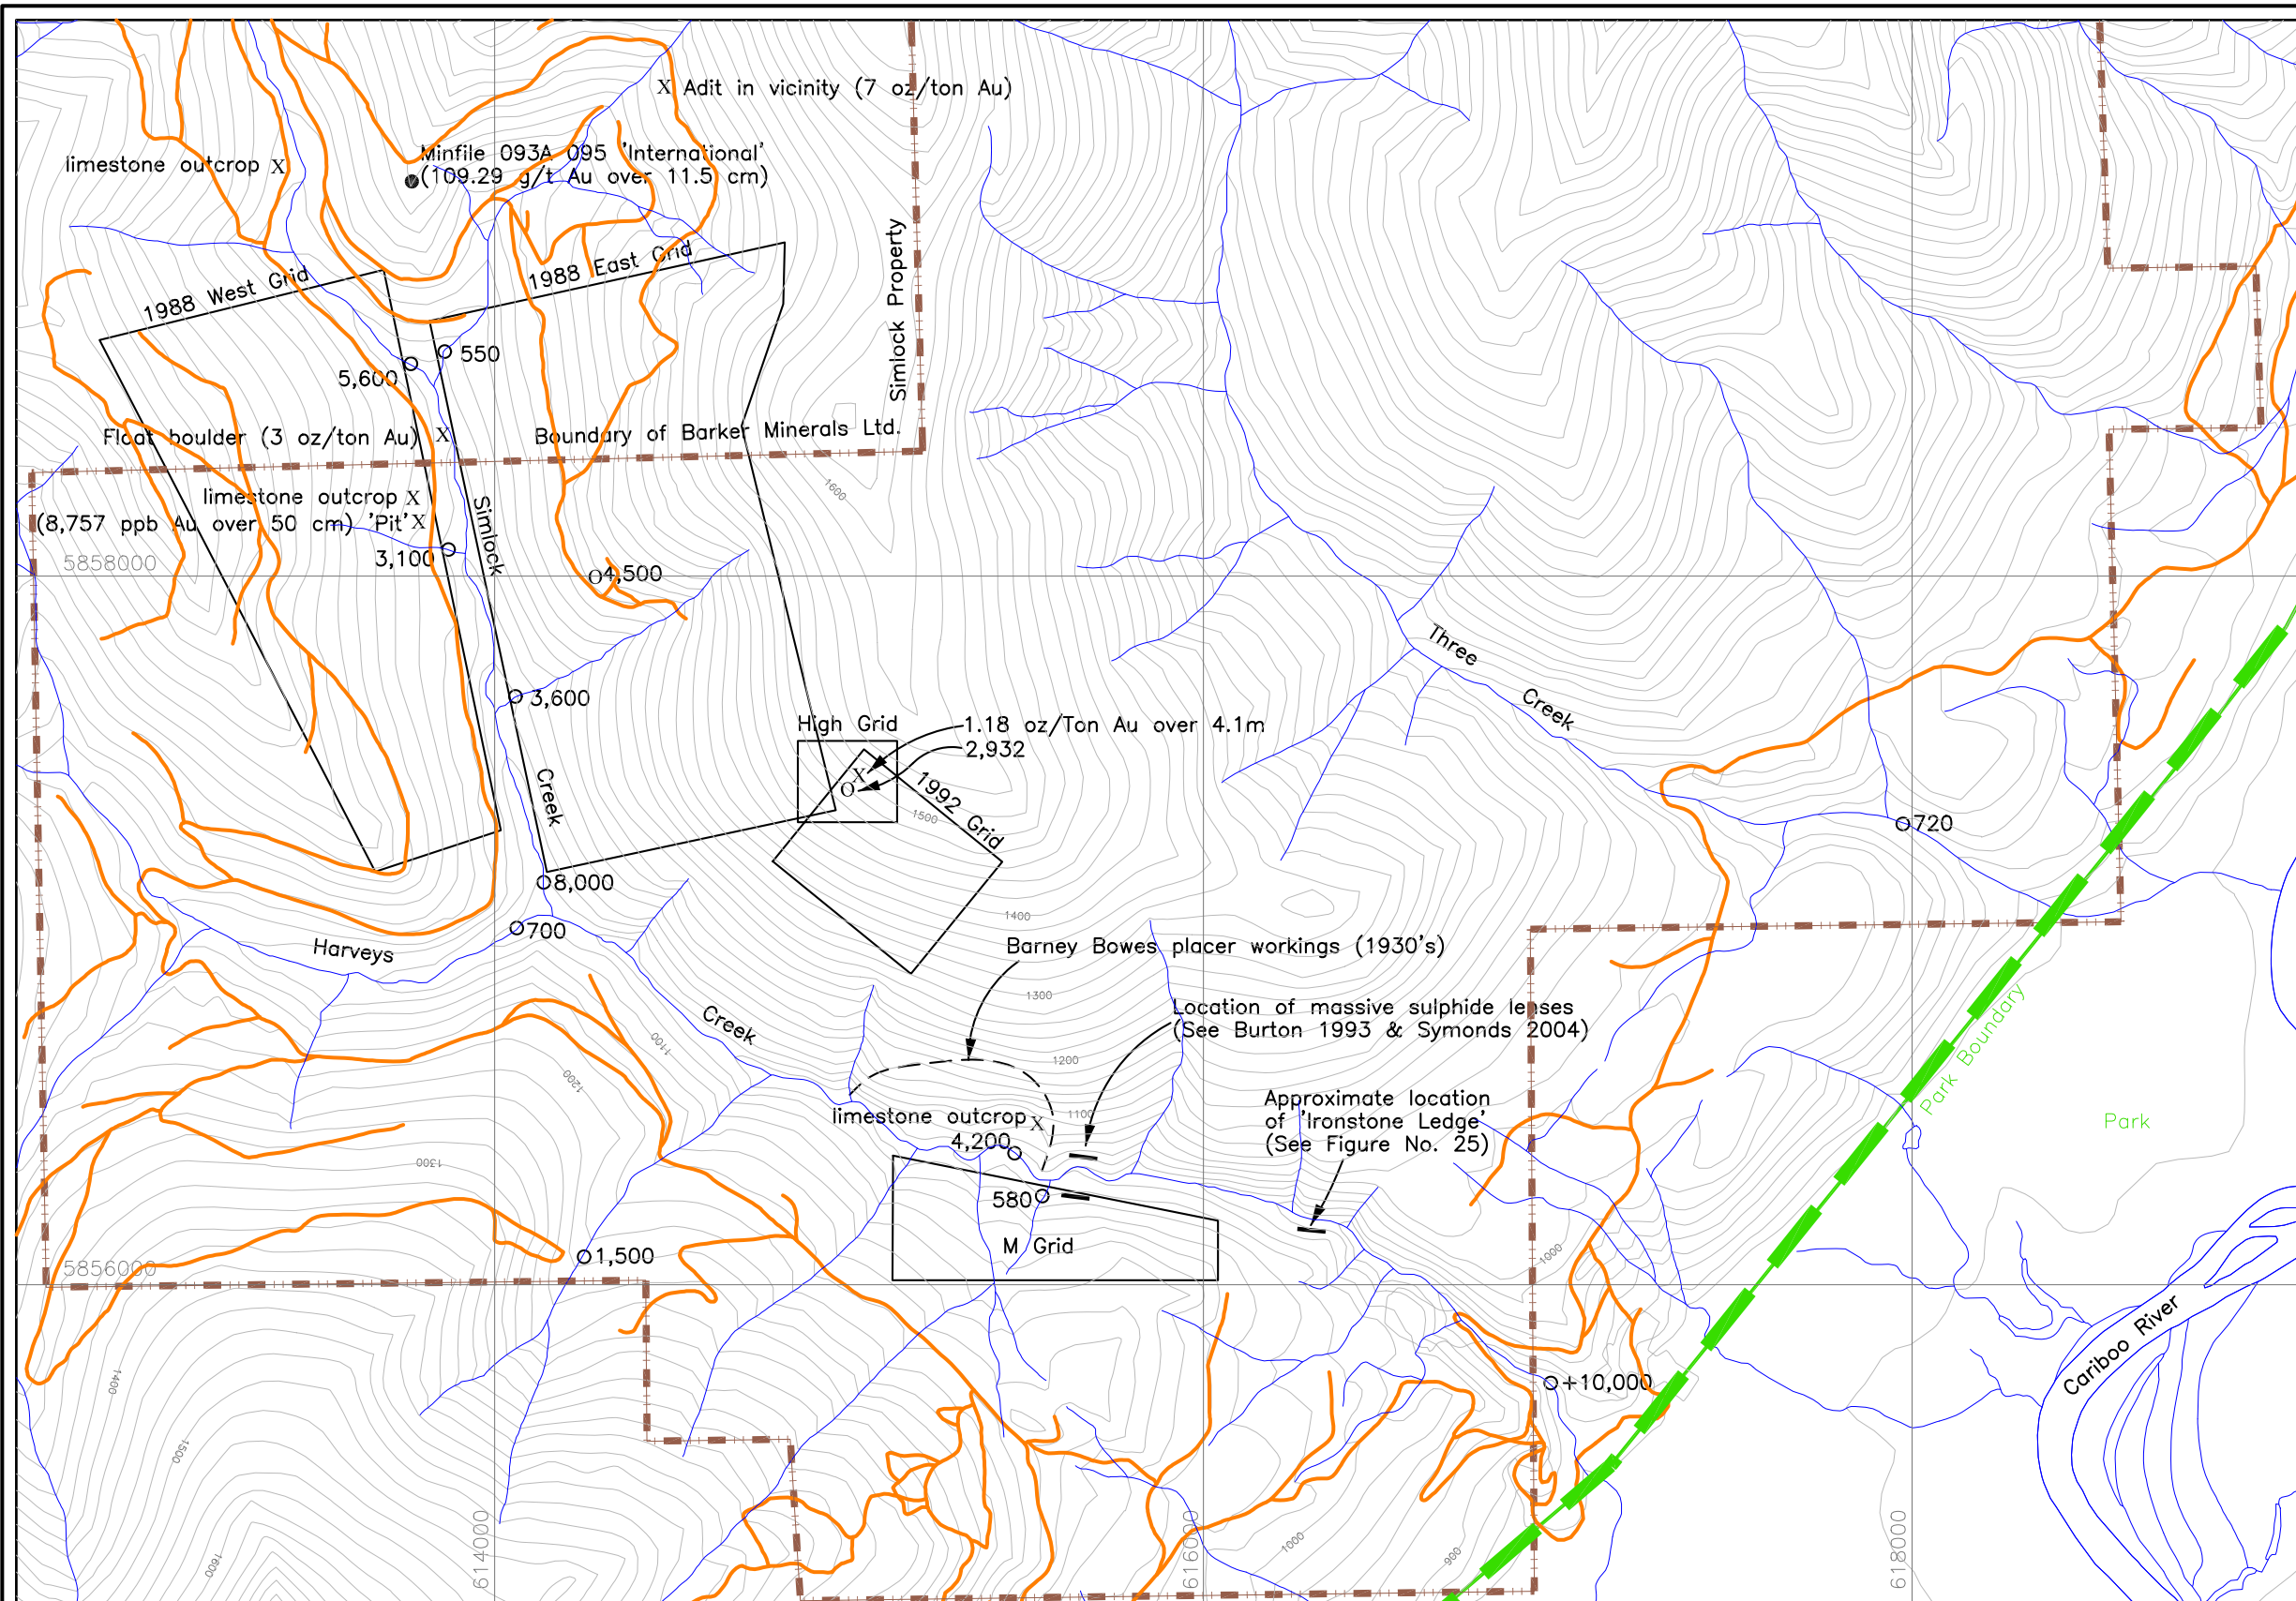 X Adit in vicinity (7 oz/ton Au)
limestone outcrop X
Minfile 093A 095 'International'
(109.29 g/t Au over 11.5 cm)
Simlock Property
1988 West Grid
1988 East Grid
550
5,600
Float boulder (3 oz/ton Au) X
Boundary of Barker Minerals Ltd.
1600
limestone outcrop X
(8,757 ppb Au over 50 cm) 'Pit' X
Simlock
3,100
5858000
4,500
Three
Creek
3,600
High Grid
1.18 oz/Ton Au over 4.1m
2,932
X
Creek
1992 Grid
1500
720
8,000
700
1400
Harveys
Barney Bowes placer workings (1930's)
1300
Location of massive sulphide lenses
(See Burton 1993 & Symonds 2004)
Creek
1100
1200
1200
Park Boundary
Approximate location
of 'Ironstone Ledge'
(See Figure No. 25)
1100
limestone outcrop X
4,200
Park
1300
580
M Grid
1,500
1000
5856000
Cariboo River
1400
+10,000
1500
614000
616000
618000
1000
900
1600